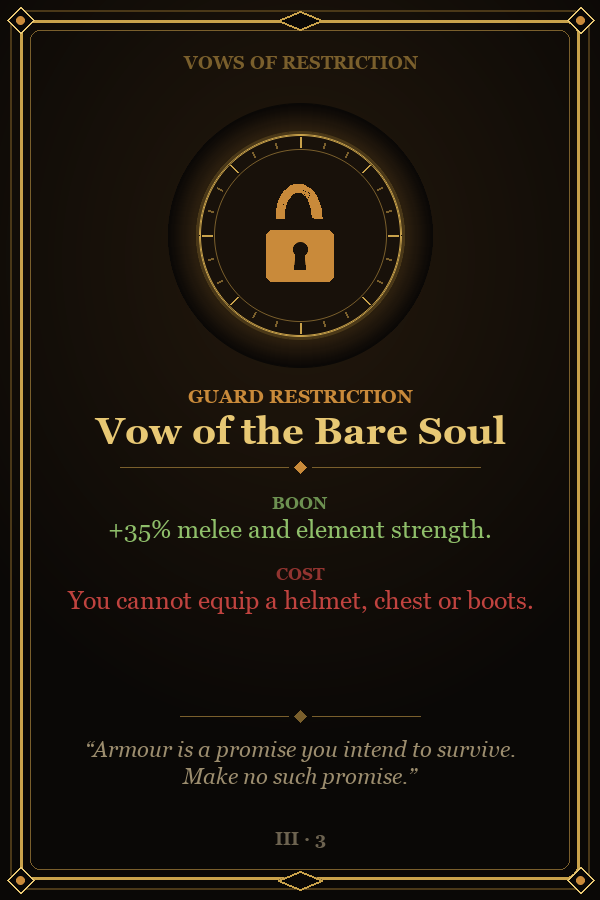 VOWS OF RESTRICTION
GUARD RESTRICTION
Vow of the Bare Soul
BOON
+35% melee and element strength.
COST
You cannot equip a helmet, chest or boots.
“Armour is a promise you intend to survive.
Make no such promise.”
III · 3